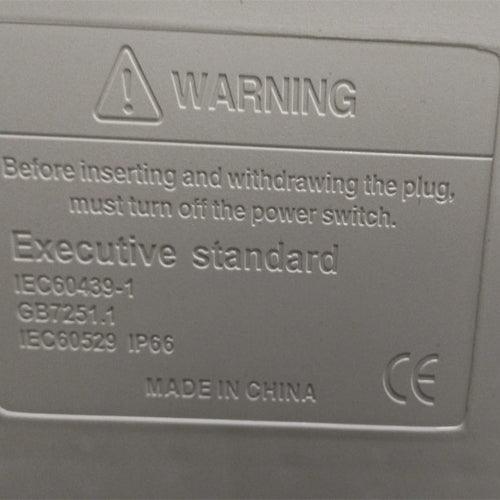 WARNING
Before inserting and withdrawing the plug,
must turn off the power switch.
Executive standard
IEC60439-1
GB7251.1
IEC60529 IP66
MADE IN CHINA
CE